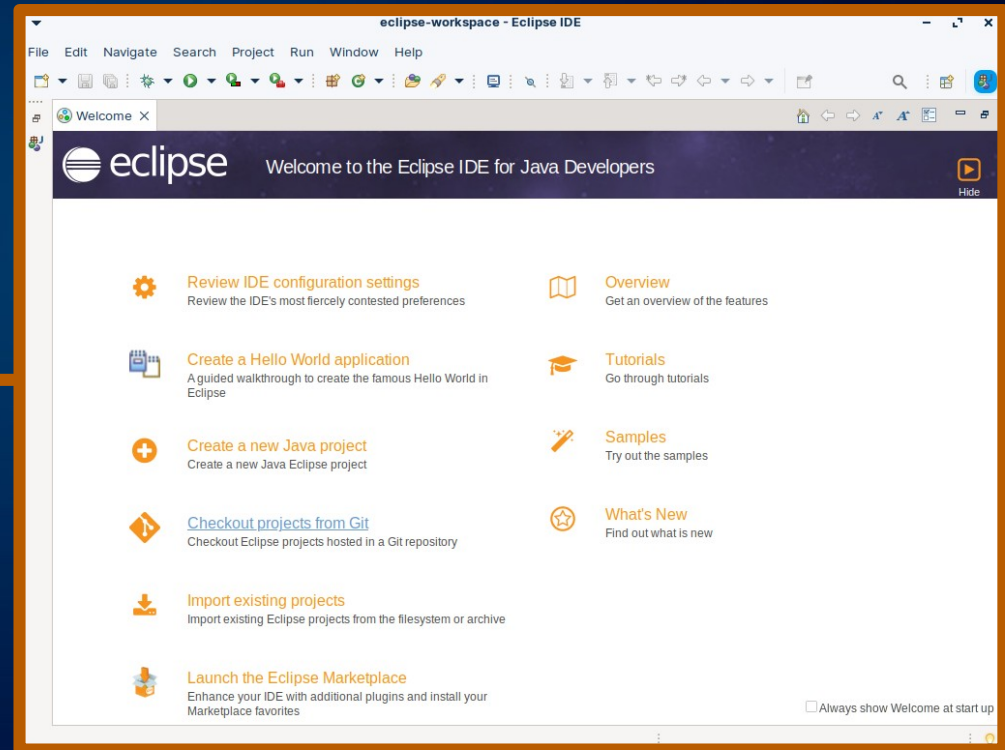 eclipse-workspace - Eclipse IDE
File Edit Navigate Search Project Run Window Help
Welcome
eclipse
Welcome to the Eclipse IDE for Java Developers
Hide
Review IDE configuration settings
Review the IDE's most fiercely contested preferences
Create a Hello World application
A guided walkthrough to create the famous Hello World in
Eclipse
Create a new Java project
Create a new Java Eclipse project
Checkout projects from Git
Checkout Eclipse projects hosted in a Git repository
Import existing projects
Import existing Eclipse projects from the filesystem or archive
Launch the Eclipse Marketplace
Enhance your IDE with additional plugins and install your
Marketplace favorites
Overview
Get an overview of the features
Tutorials
Go through tutorials
Samples
Try out the samples
What's New
Find out what is new
Always show Welcome at start up